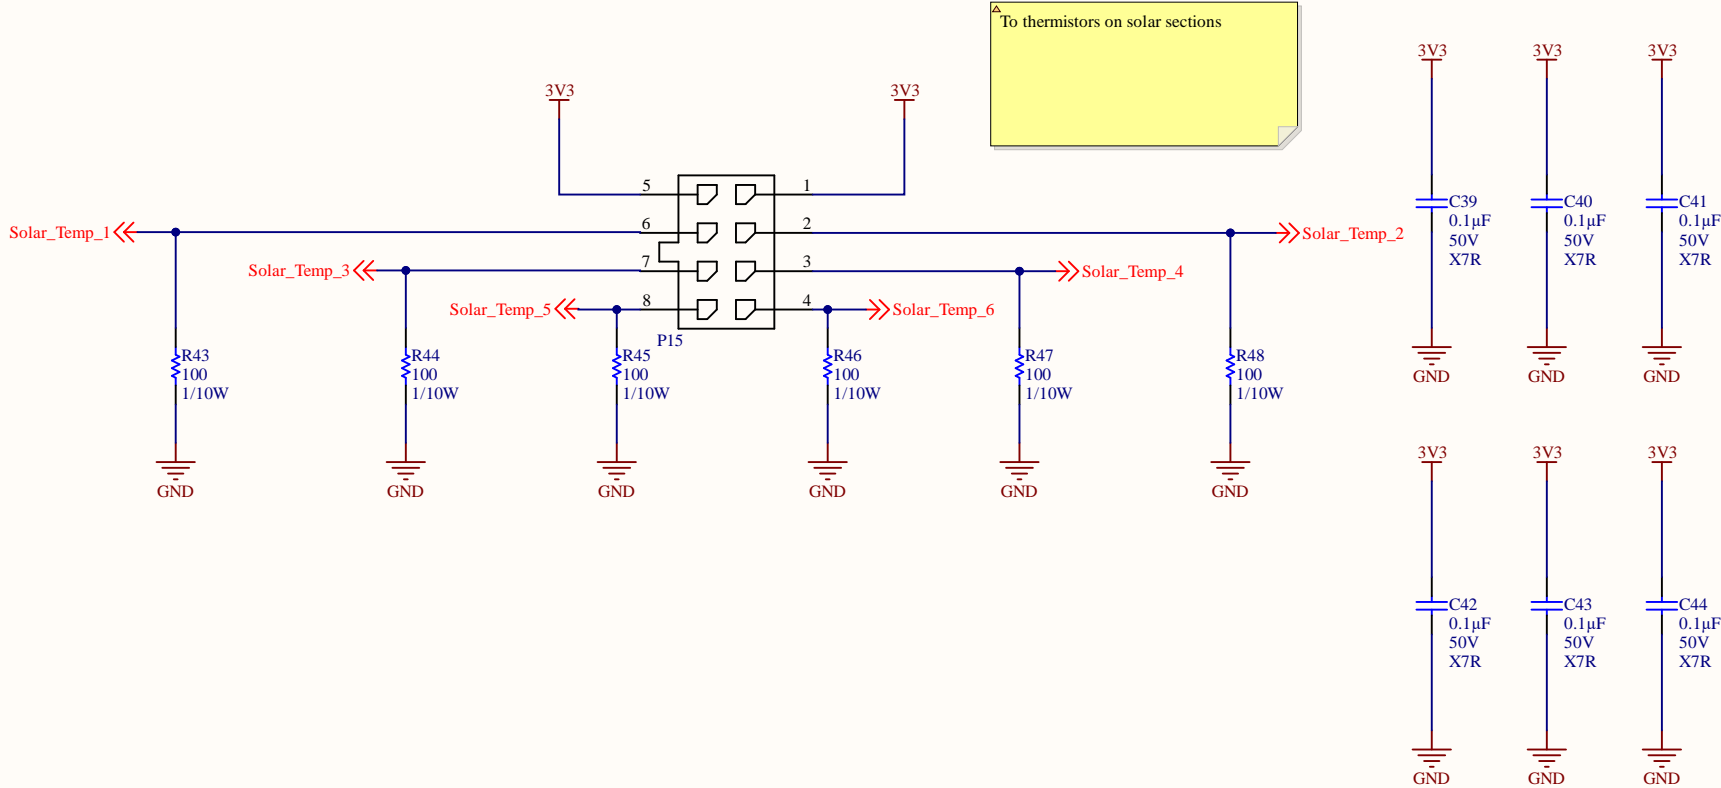 To thermistors on solar sections
3V3
3V3
3V3
3V3
3V3
5
1
Solar_Temp_1
6
2
Solar_Temp_2
Solar_Temp_3
7
3
Solar_Temp_4
Solar_Temp_5
8
4
Solar_Temp_6
P15
C39
0.1µF
50V
X7R
C40
0.1µF
50V
X7R
C41
0.1µF
50V
X7R
R43
100
1/10W
R44
100
1/10W
R45
100
1/10W
R46
100
1/10W
R47
100
1/10W
R48
100
1/10W
GND
GND
GND
GND
GND
GND
GND
GND
GND
3V3
3V3
3V3
C42
0.1µF
50V
X7R
C43
0.1µF
50V
X7R
C44
0.1µF
50V
X7R
GND
GND
GND